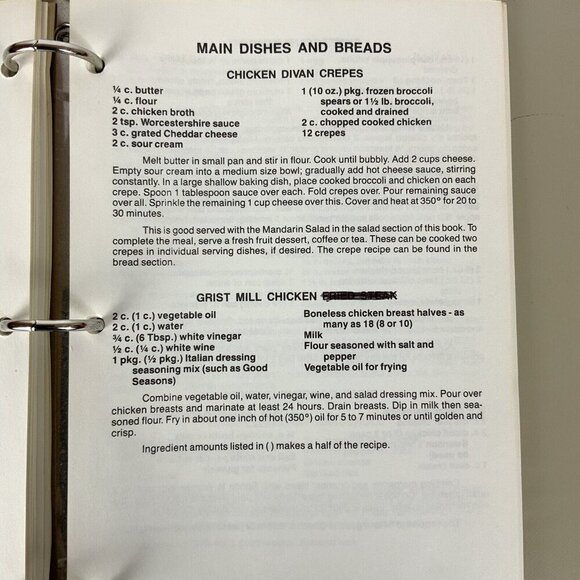 MAIN DISHES AND BREADS
CHICKEN DIVAN CREPES
¼ c. butter
¼ c. flour
2 c. chicken broth
2 tsp. Worcestershire sauce
3 c. grated Cheddar cheese
2 c. sour cream
1 (10 oz.) pkg. frozen broccoli
spears or 1½ lb. broccoli,
cooked and drained
2 c. chopped cooked chicken
12 crepes
Melt butter in small pan and stir in flour. Cook until bubbly. Add 2 cups cheese.
Empty sour cream into a medium size bowl; gradually add hot cheese sauce, stirring
constantly. In a large shallow baking dish, place cooked broccoli and chicken on each
crepe. Spoon 1 tablespoon sauce over each. Fold crepes over. Pour remaining sauce
over all. Sprinkle the remaining 1 cup cheese over this. Cover and heat at 350° for 20 to
30 minutes.
This is good served with the Mandarin Salad in the salad section of this book. To
complete the meal, serve a fresh fruit dessert, coffee or tea. These can be cooked two
crepes in individual serving dishes, if desired. The crepe recipe can be found in the
bread section.
GRIST MILL CHICKEN FRIED STEAK
2 c. (1 c.) vegetable oil
2 c. (1 c.) water
¾ c. (6 Tbsp.) white vinegar
½ c. (¼ c.) white wine
1 pkg. (½ pkg.) Italian dressing
seasoning mix (such as Good
Seasons)
Boneless chicken breast halves - as
many as 18 (8 or 10)
Milk
Flour seasoned with salt and
pepper
Vegetable oil for frying
Combine vegetable oil, water, vinegar, wine, and salad dressing mix. Pour over
chicken breasts and marinate at least 24 hours. Drain breasts. Dip in milk then sea-
soned flour. Fry in about one inch of hot (350°) oil for 5 to 7 minutes or until golden and
crisp.
Ingredient amounts listed in ( ) makes a half of the recipe.